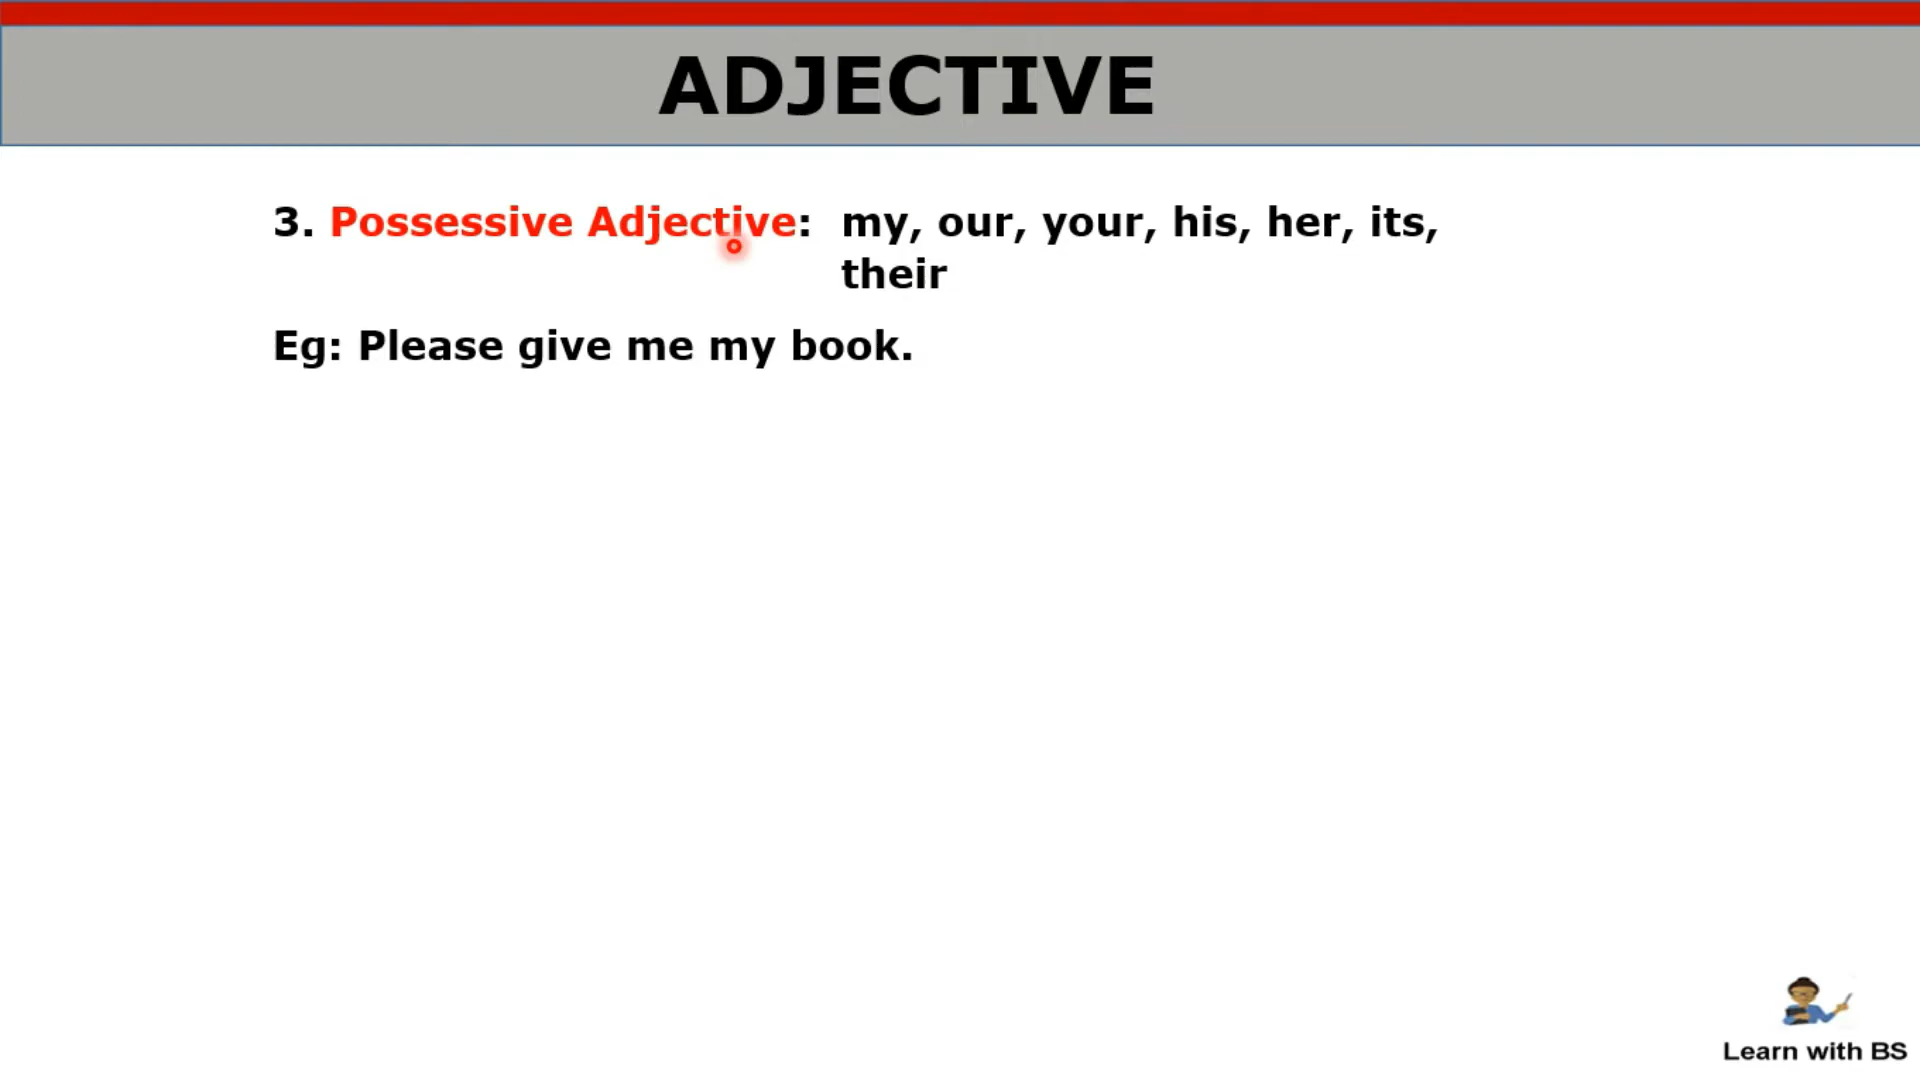 ADJECTIVE
3. Possessive Adjective: my, our, your, his, her, its,
their
Eg: Please give me my book.
Learn with BS